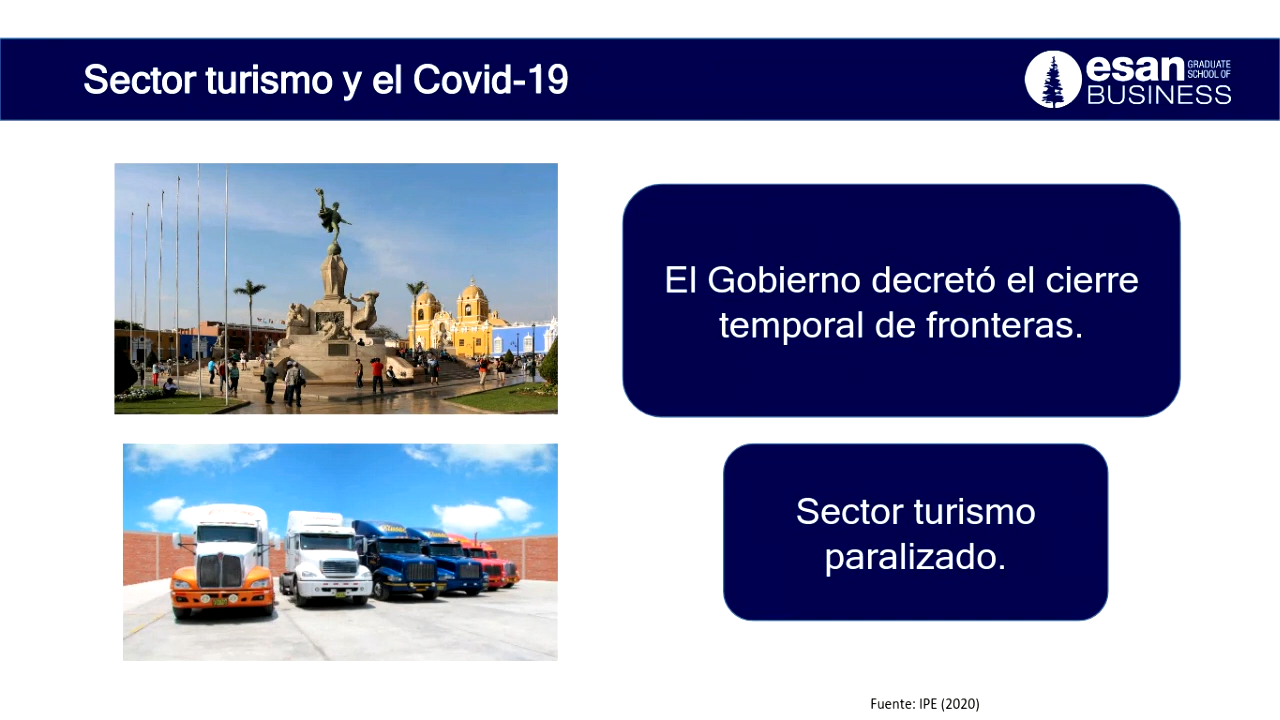 Sector turismo y el Covid-19
esan GRADUATE
SCHOOL OF
BUSINESS
El Gobierno decretó el cierre
temporal de fronteras.
Sector turismo
paralizado.
Fuente: IPE (2020)